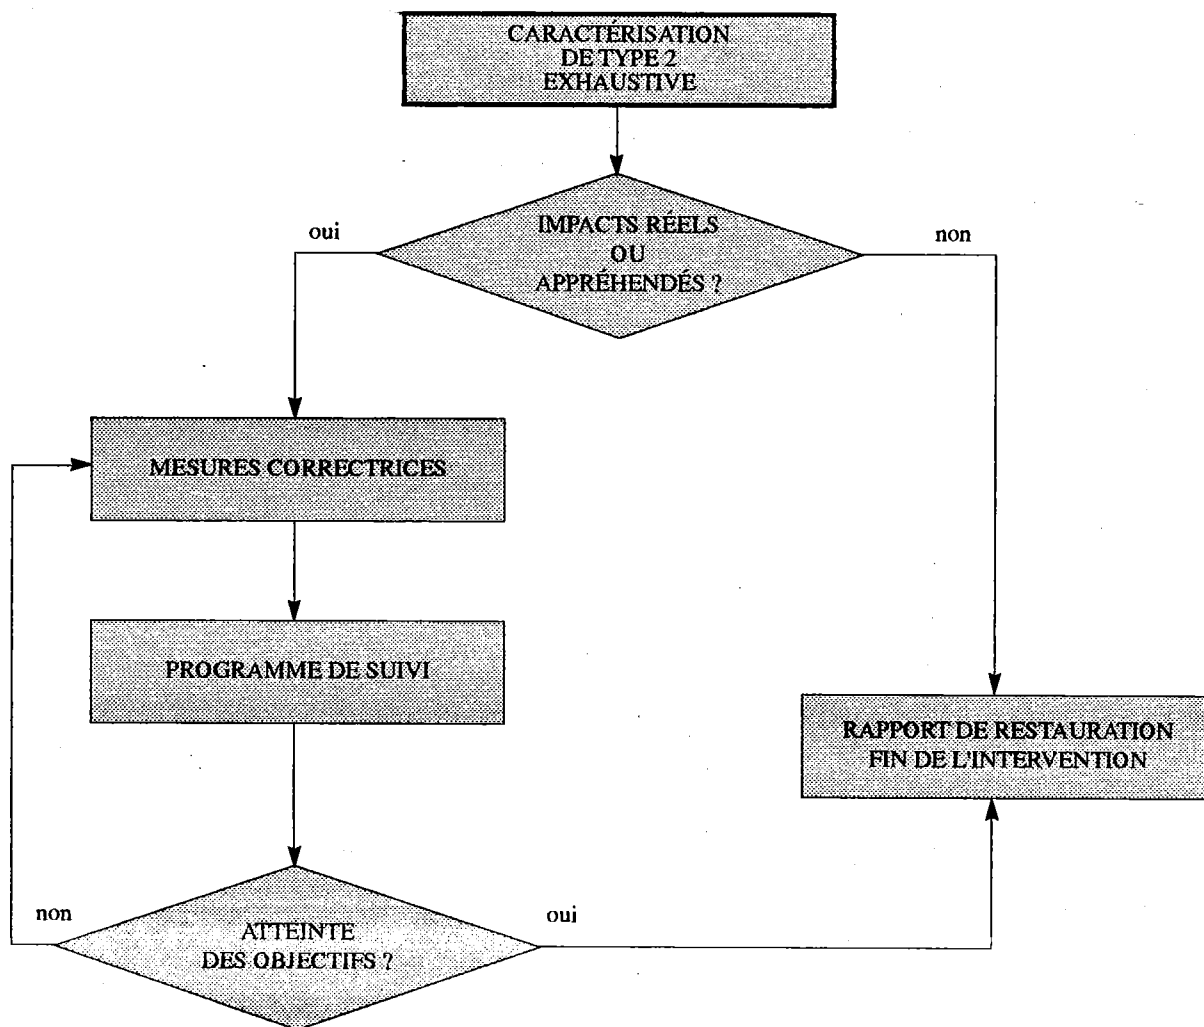 CARACTÉRISATION
DE TYPE 2
EXHAUSTIVE
IMPACTS RÉELS
OU
APPRÉHENDÉS ?
oui
non
MESURES CORRECTRICES
PROGRAMME DE SUIVI
RAPPORT DE RESTAURATION
FIN DE L'INTERVENTION
ATTEINTE
DES OBJECTIFS ?
non
oui